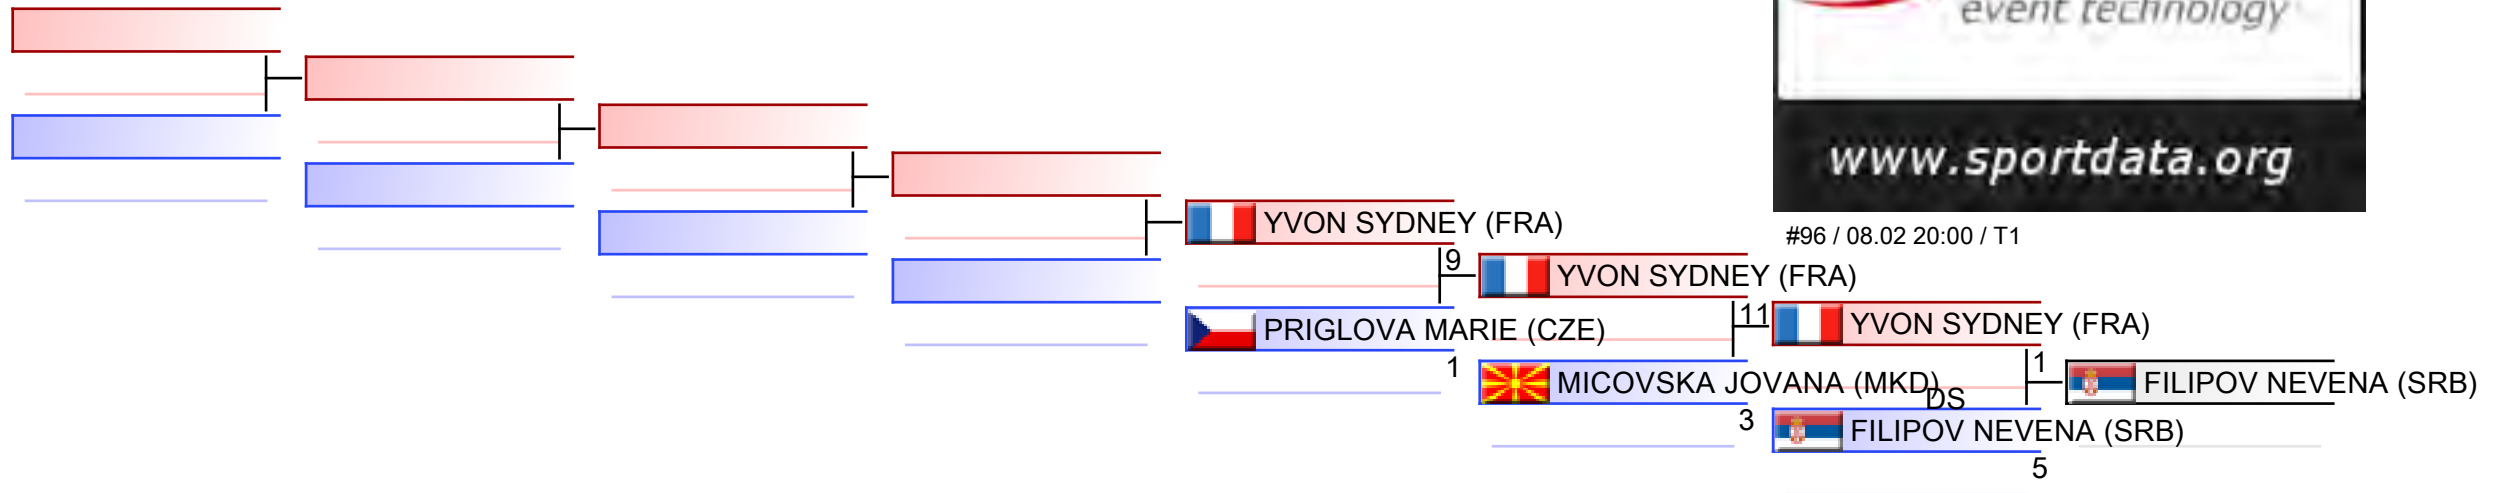 event technology
www.sportdata.org
YVON SYDNEY (FRA)
#96 / 08.02 20:00 / T1
9
YVON SYDNEY (FRA)
PRIGLOVA MARIE (CZE)
1
11
YVON SYDNEY (FRA)
MICOVSKA JOVANA (MKD)
3
DS
1
FILIPOV NEVENA (SRB)
FILIPOV NEVENA (SRB)
5